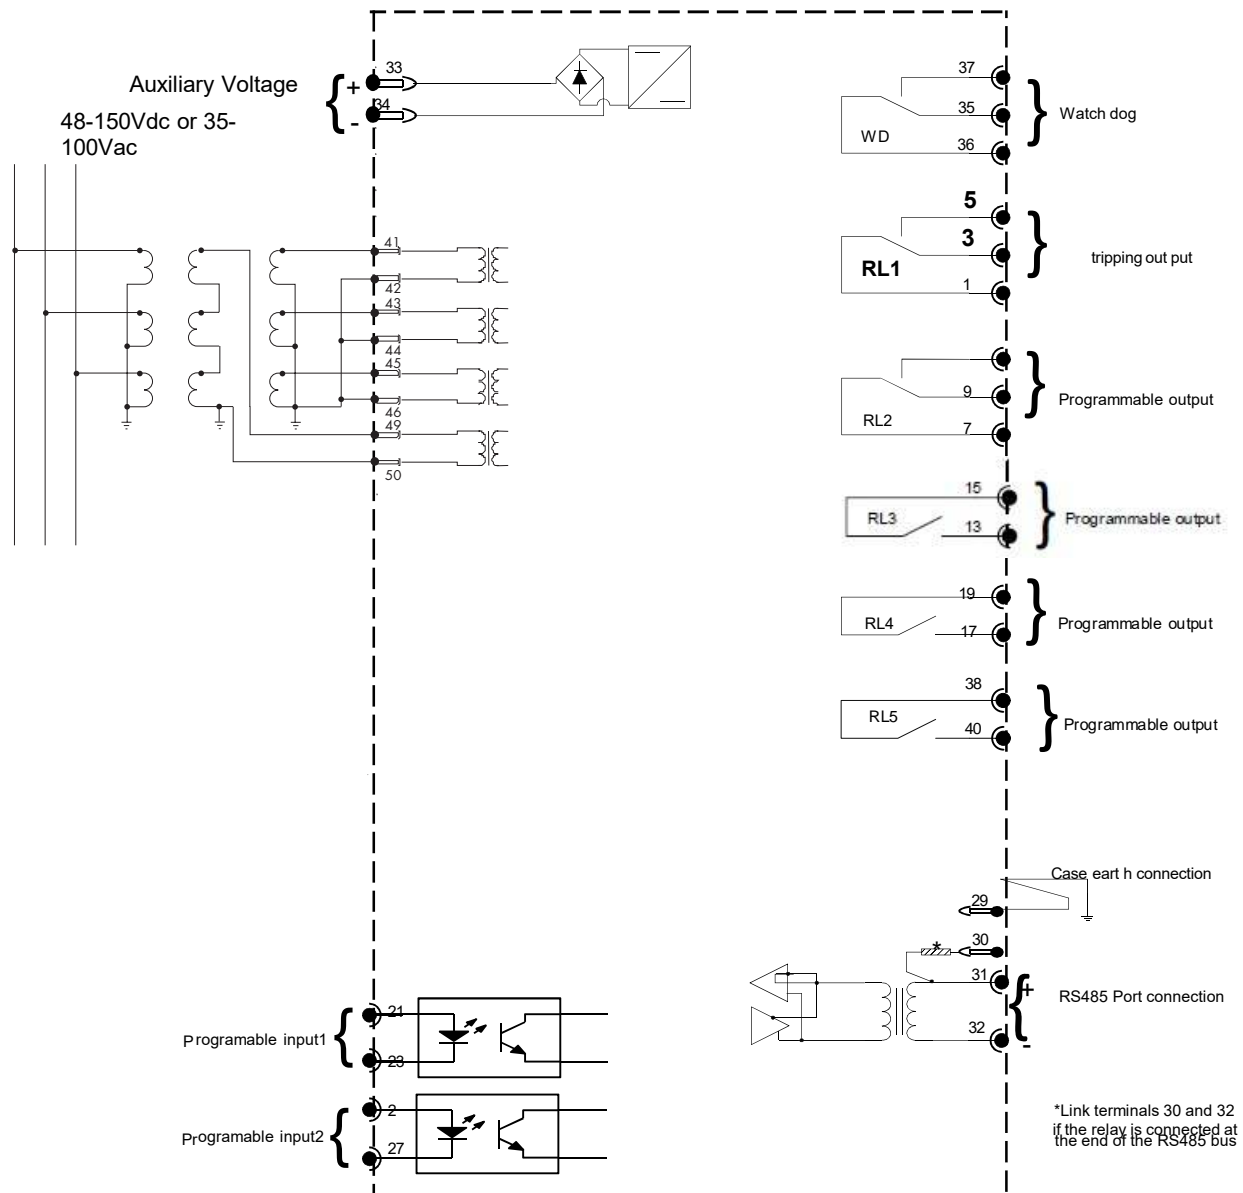 Auxiliary Voltage
48-150Vdc or 35-
100Vac
+
-
33
34
41
42
43
44
45
46
49
50
37
35
36
WD
Watch dog
5
3
1
RL1
tripping out put
9
7
RL2
Programmable output
15
13
RL3
Programmable output
19
17
RL4
Programmable output
38
40
RL5
Programmable output
Case eart h connection
29
*
30
31
32
+
-
RS485 Port connection
P rogramable input1
21
23
Programable input2
2
27
*Link terminals 30 and 32
if the relay is connected at
the end of the RS485 bus